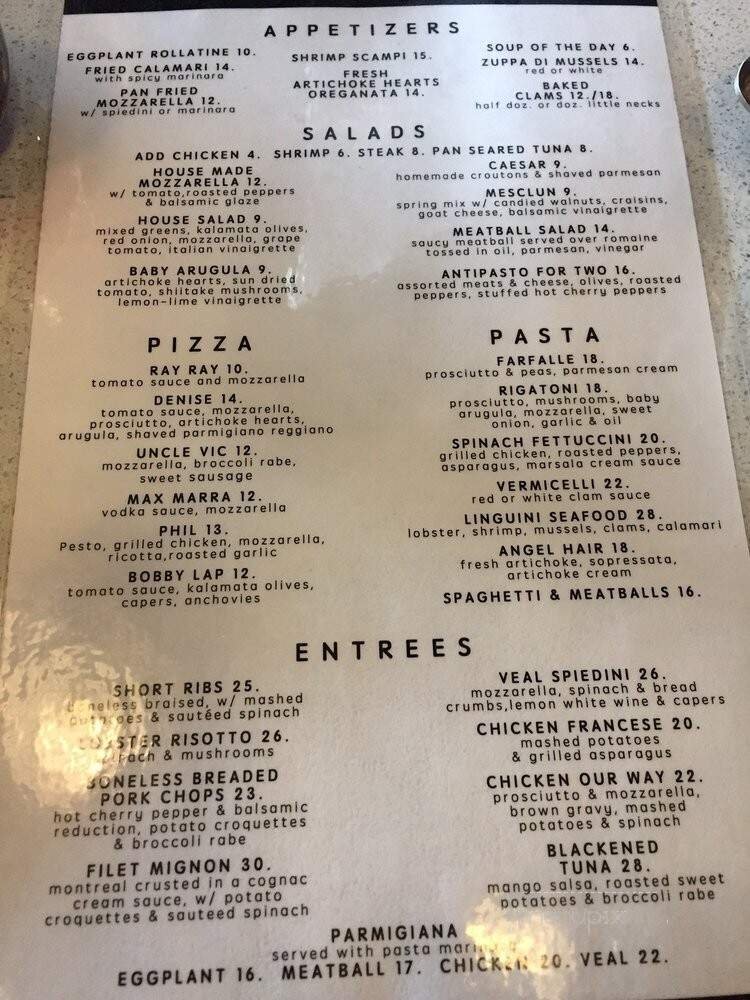 APPETIZERS
EGGPLANT ROLLATINE 10.
FRIED CALAMARI 14.
with spicy marinara
PAN FRIED
MOZZARELLA 12.
w/ spiedini or marinara
SHRIMP SCAMPI 15.
FRESH
ARTICHOKE HEARTS
OREGANATA 14.
SOUP OF THE DAY 6.
ZUPPA DI MUSSELS 14.
red or white
BAKED
CLAMS 12./18.
half doz. or doz. little necks
SALADS
ADD CHICKEN 4. SHRIMP 6. STEAK 8. PAN SEARED TUNA 8.
HOUSE MADE
MOZZARELLA 12.
w/ tomato,roasted peppers
& balsamic glaze
HOUSE SALAD 9.
mixed greens, kalamata olives,
red onion, mozzarella, grape
tomato, italian vinaigrette
BABY ARUGULA 9.
artichoke hearts, sun dried
tomato, shiitake mushrooms,
lemon-lime vinaigrette
CAESAR 9.
homemade croutons & shaved parmesan
MESCLUN 9.
spring mix w/ candied walnuts, craisins,
goat cheese, balsamic vinaigrette
MEATBALL SALAD 14.
saucy meatball served over romaine
tossed in oil, parmesan, vinegar
ANTIPASTO FOR TWO 16.
assorted meats & cheese, olives, roasted
peppers, stuffed hot cherry peppers
PIZZA
RAY RAY 10.
tomato sauce and mozzarella
DENISE 14.
tomato sauce, mozzarella,
prosciutto, artichoke hearts,
arugula, shaved parmigiano reggiano
UNCLE VIC 12.
mozzarella, broccoli rabe,
sweet sausage
MAX MARRA 12.
vodka sauce, mozzarella
PHIL 13.
Pesto, grilled chicken, mozzarella,
ricotta,roasted garlic
BOBBY LAP 12.
tomato sauce, kalamata olives,
capers, anchovies
PASTA
FARFALLE 18.
prosciutto & peas, parmesan cream
RIGATONI 18.
prosciutto, mushrooms, baby
arugula, mozzarella, sweet
onion, garlic & oil
SPINACH FETTUCCINI 20.
grilled chicken, roasted peppers,
asparagus, marsala cream sauce
VERMICELLI 22.
red or white clam sauce
LINGUINI SEAFOOD 28.
lobster, shrimp, mussels, clams, calamari
ANGEL HAIR 18.
fresh artichoke, sopressata,
artichoke cream
SPAGHETTI & MEATBALLS 16.
ENTREES
SHORT RIBS 25.
boneless braised, w/ mashed
potatoes & sautéed spinach
LOBSTER RISOTTO 26.
spinach & mushrooms
BONELESS BREADED
PORK CHOPS 23.
hot cherry pepper & balsamic
reduction, potato croquettes
& broccoli rabe
FILET MIGNON 30.
montreal crusted in a cognac
cream sauce, w/ potato
croquettes & sauteed spinach
VEAL SPIEDINI 26.
mozzarella, spinach & bread
crumbs,lemon white wine & capers
CHICKEN FRANCESE 20.
mashed potatoes
& grilled asparagus
CHICKEN OUR WAY 22.
prosciutto & mozzarella,
brown gravy, mashed
potatoes & spinach
BLACKENED
TUNA 28.
mango salsa, roasted sweet
potatoes & broccoli rabe
PARMIGIANA
served with pasta marinara
EGGPLANT 16. MEATBALL 17. CHICKEN 20. VEAL 22.